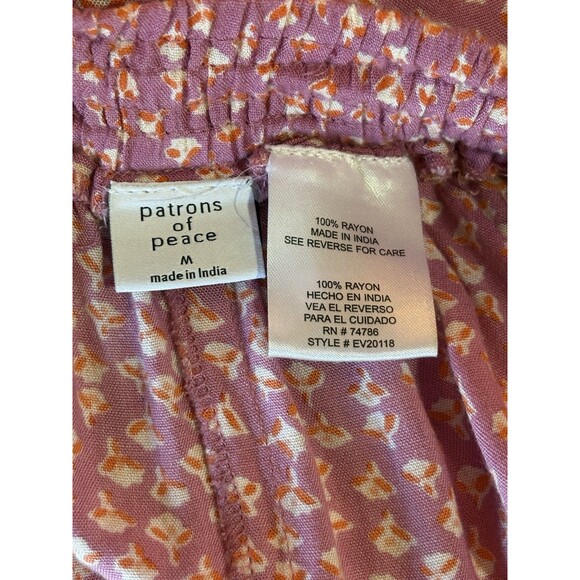 patrons
of
peace
M
made in India
100% RAYON
MADE IN INDIA
SEE REVERSE FOR CARE
100% RAYON
HECHO EN INDIA
VEA EL REVERSO
PARA EL CUIDADO
RN # 74786
STYLE # EV20118